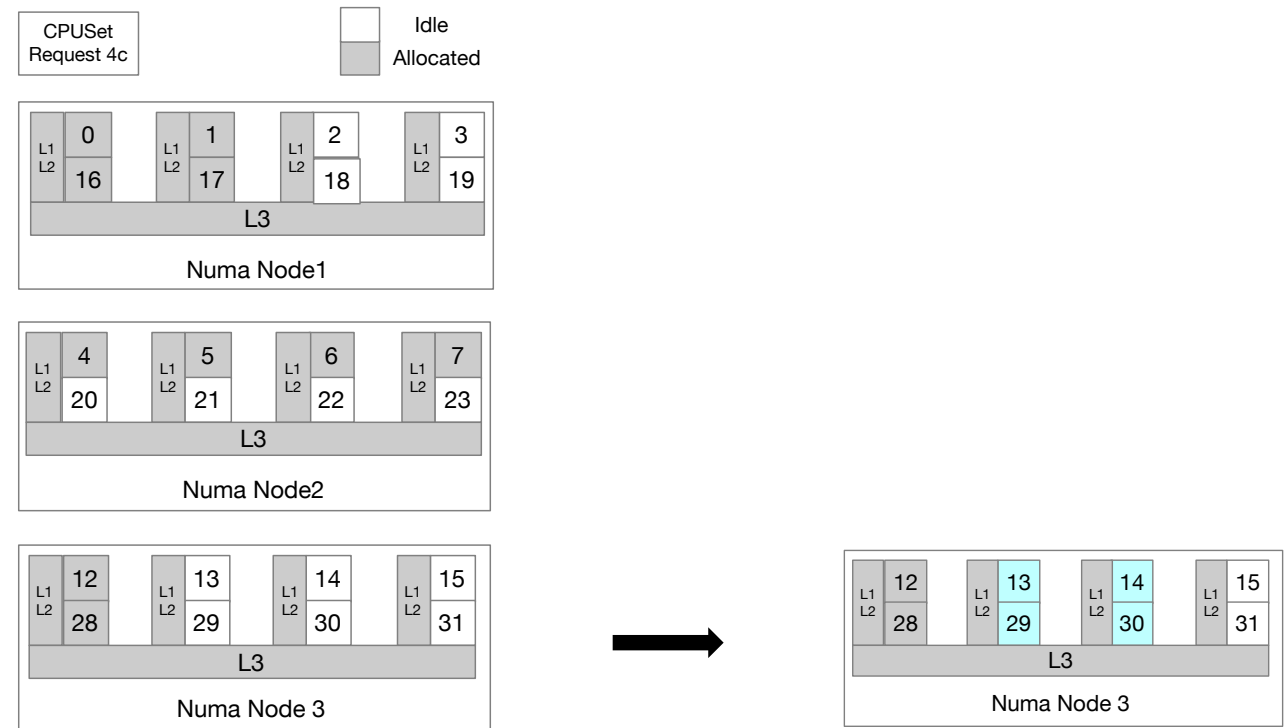 CPUSet
Request 4c
Idle
Allocated
L1
L2
0
16
L1
L2
1
17
L1
L2
2
18
L1
L2
3
19
L3
Numa Node1
L1
L2
4
20
L1
L2
5
21
L1
L2
6
22
L1
L2
7
23
L3
Numa Node2
L1
L2
12
28
L1
L2
13
29
L1
L2
14
30
L1
L2
15
31
L3
Numa Node 3
L1
L2
12
28
L1
L2
13
29
L1
L2
14
30
L1
L2
15
31
L3
Numa Node 3